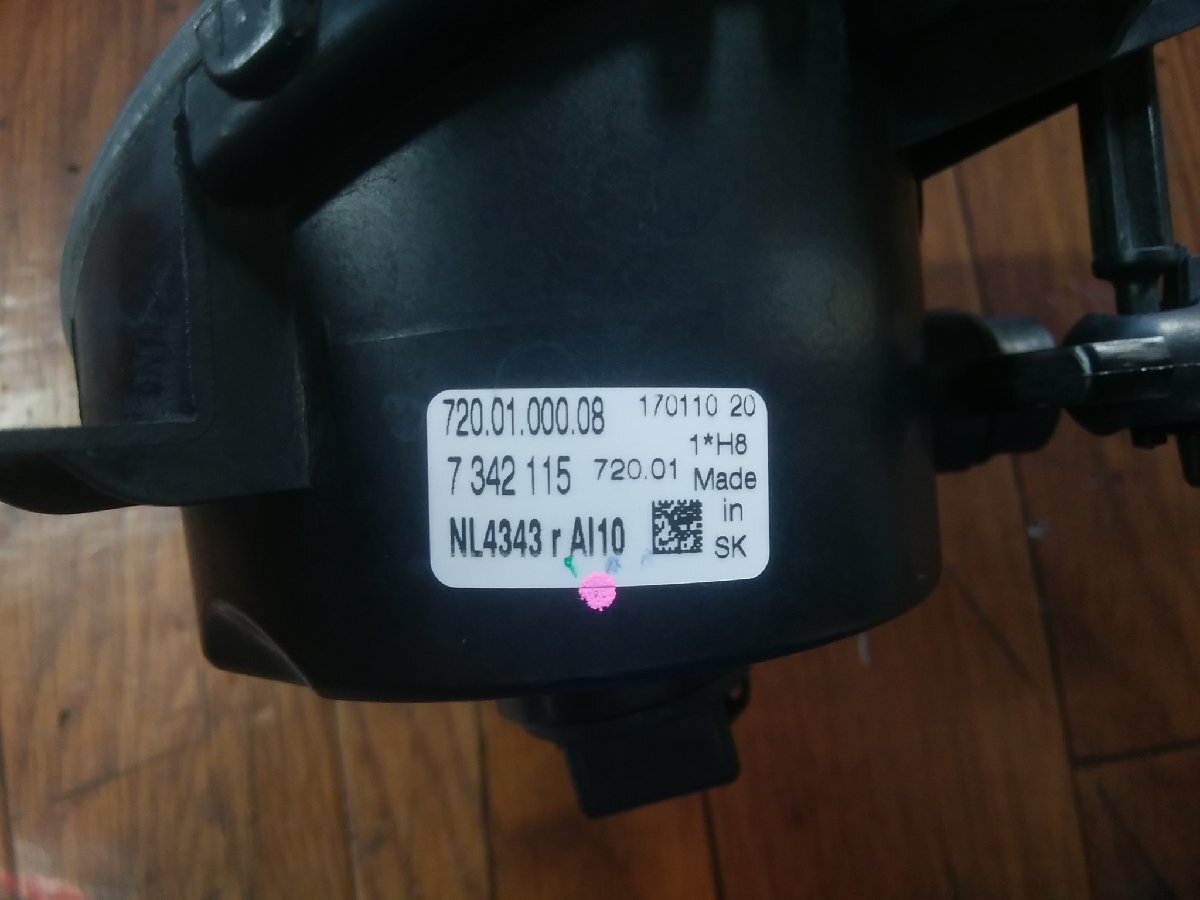 720.01.000.08 170110 20
1*H8
7 342 115 720.01 Made
in
NL4343 r AI10 SK